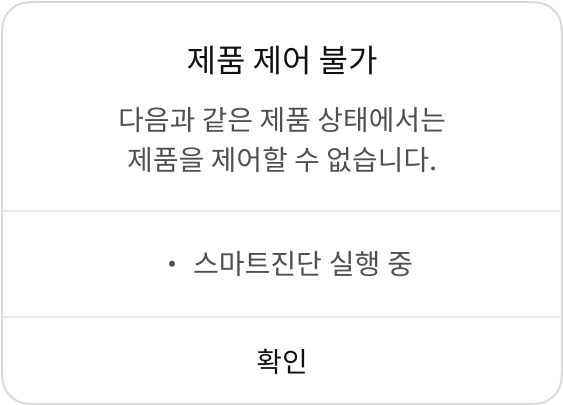 제품 제어 불가
다음과 같은 제품 상태에서는
제품을 제어할 수 없습니다.
• 스마트진단 실행 중
확인